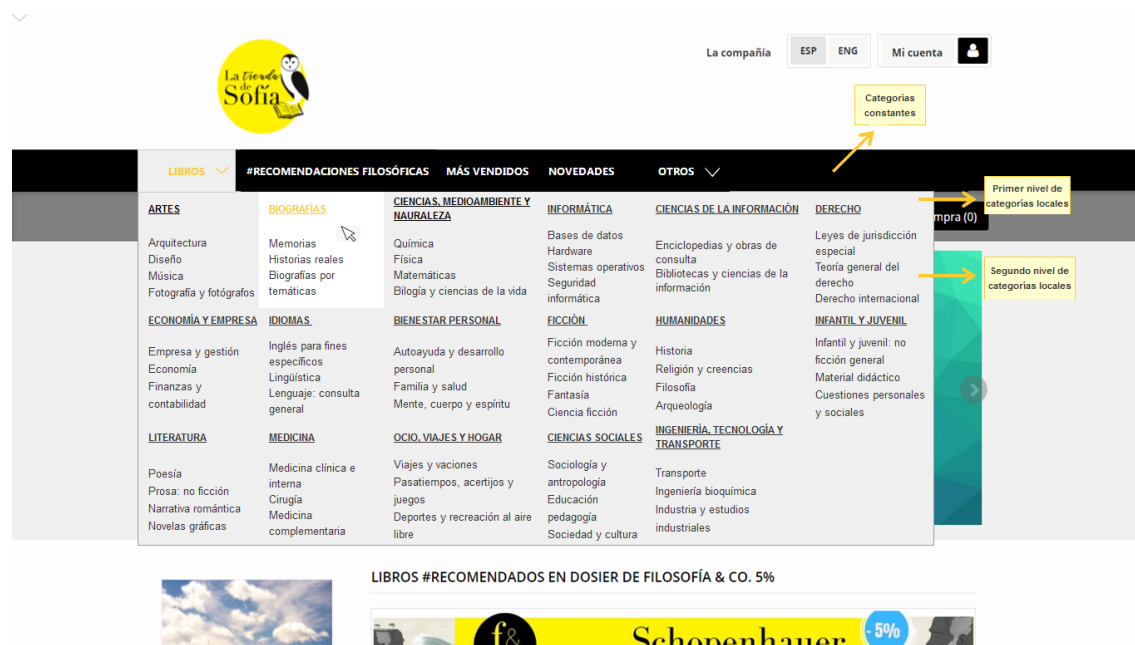 La compañía
ESP
ENG
Mi cuenta
La tienda
de
Sofía
Categorias
constantes
LIBROS
#RECOMENDACIONES FILOSÓFICAS
MÁS VENDIDOS
NOVEDADES
OTROS
Primer nivel de
categorías locales
mpra (0)
ARTES
Arquitectura
Diseño
Música
Fotografía y fotógrafos
BIOGRAFÍAS
Memorias
Historias reales
Biografías por
temáticas
CIENCIAS, MEDIOAMBIENTE Y
NAURALEZA
Química
Física
Matemáticas
Bilogía y ciencias de la vida
INFORMÁTICA
Bases de datos
Hardware
Sistemas operativos
Seguridad
informática
CIENCIAS DE LA INFORMACIÓN
Enciclopedias y obras de
consulta
Bibliotecas y ciencias de la
información
DERECHO
Leyes de jurisdicción
especial
Teoría general del
derecho
Derecho internacional
Segundo nivel de
categorías locales
ECONOMÍA Y EMPRESA
Empresa y gestión
Economía
Finanzas y
contabilidad
IDIOMAS
Inglés para fines
específicos
Lingüística
Lenguaje: consulta
general
BIENESTAR PERSONAL
Autoayuda y desarrollo
personal
Familia y salud
Mente, cuerpo y espíritu
FICCIÓN
Ficción moderna y
contemporánea
Ficción histórica
Fantasía
Ciencia ficción
HUMANIDADES
Historia
Religión y creencias
Filosofía
Arqueología
INFANTIL Y JUVENIL
Infantil y juvenil: no
ficción general
Material didáctico
Cuestiones personales
y sociales
LITERATURA
Poesía
Prosa: no ficción
Narrativa romántica
Novelas gráficas
MEDICINA
Medicina clínica e
interna
Cirugía
Medicina
complementaria
OCIO, VIAJES Y HOGAR
Viajes y vaciones
Pasatiempos, acertijos y
juegos
Deportes y recreación al aire
libre
CIENCIAS SOCIALES
Sociología y
antropología
Educación
pedagogía
Sociedad y cultura
INGENIERÍA, TECNOLOGÍA Y
TRANSPORTE
Transporte
Ingeniería bioquímica
Industria y estudios
industriales
LIBROS #RECOMENDADOS EN DOSIER DE FILOSOFÍA & CO. 5%
f&
Schopenhauer
- 5%